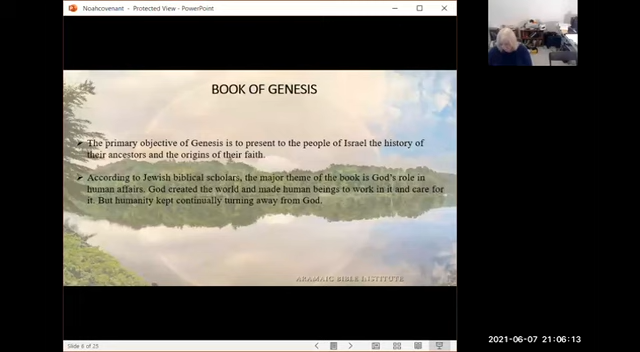 Noahcovenant - Protected View - PowerPoint
BOOK OF GENESIS
The primary objective of Genesis is to present to the people of Israel the history of
their ancestors and the origins of their faith.
According to Jewish biblical scholars, the major theme of the book is God's role in
human affairs. God created the world and made human beings to work in it and care for
it. But humanity kept continually turning away from God.
ARAMAIC BIBLE INSTITUTE
Slide 6 of 23
2021-06-07 21:06:13